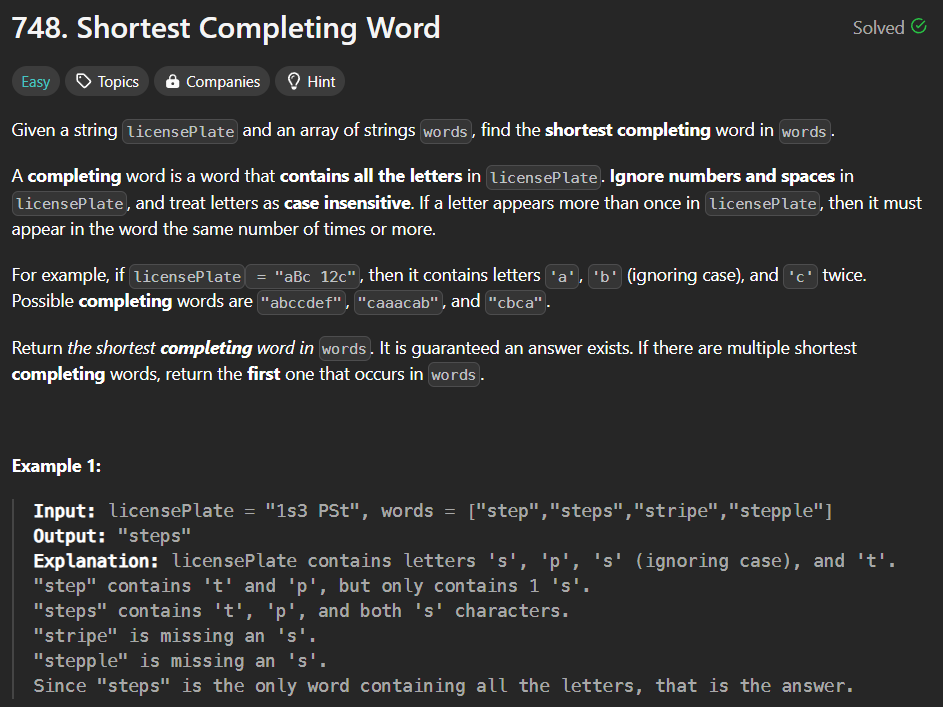 748. Shortest Completing Word
Solved
Easy Topics Companies Hint
Given a string licensePlate and an array of strings words, find the shortest completing word in words.
A completing word is a word that contains all the letters in licensePlate. Ignore numbers and spaces in
licensePlate, and treat letters as case insensitive. If a letter appears more than once in licensePlate, then it must
appear in the word the same number of times or more.
For example, if licensePlate = "aBc 12c", then it contains letters 'a', 'b' (ignoring case), and 'c' twice.
Possible completing words are "abccdef", "caaacab", and "cbca".
Return the shortest completing word in words. It is guaranteed an answer exists. If there are multiple shortest
completing words, return the first one that occurs in words.
Example 1:
Input: licensePlate = "1s3 PSt", words = ["step","steps","stripe","stepple"]
Output: "steps"
Explanation: licensePlate contains letters 's', 'p', 's' (ignoring case), and 't'.
"step" contains 't' and 'p', but only contains 1 's'.
"steps" contains 't', 'p', and both 's' characters.
"stripe" is missing an 's'.
"stepple" is missing an 's'.
Since "steps" is the only word containing all the letters, that is the answer.